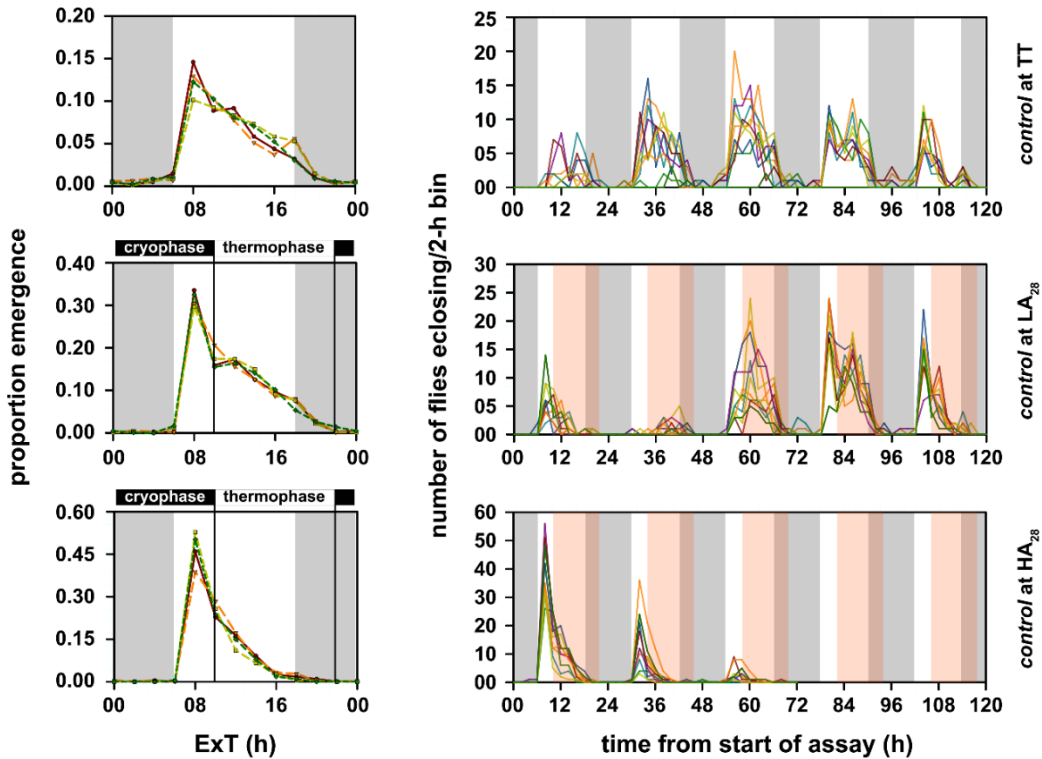 proportion emergence
0.20
0.15
0.10
0.05
0.00
00 08 16 00
cryophase thermophase
0.40
0.30
0.20
0.10
0.00
00 08 16 00
cryophase thermophase
0.60
0.45
0.30
0.15
0.00
00 08 16 00
ExT (h)
number of flies eclosing/2-h bin
25
20
15
10
05
00
00 12 24 36 48 60 72 84 96 108 120
control at TT
30
25
20
15
10
05
00
00 12 24 36 48 60 72 84 96 108 120
control at LA28
60
50
40
30
20
10
00
00 12 24 36 48 60 72 84 96 108 120
control at HA28
time from start of assay (h)